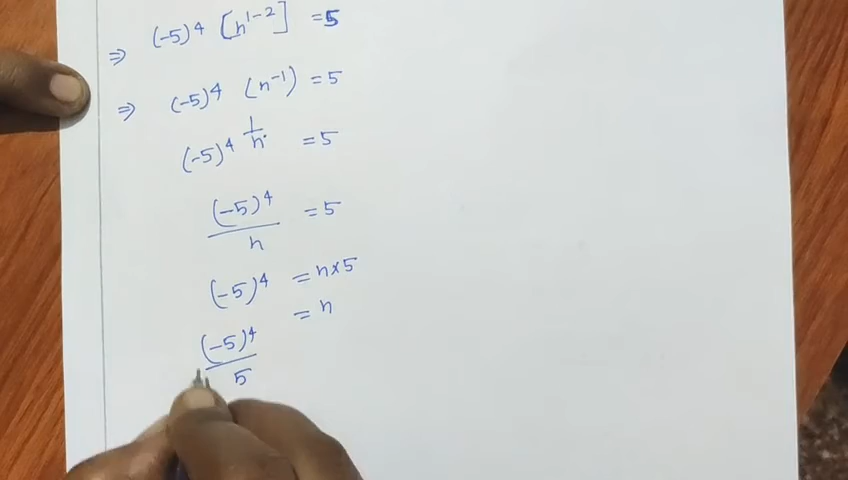 ⇒ (-5)⁴ [n¹⁻²] = 5
⇒ (-5)⁴ (n⁻¹) = 5
(-5)⁴ 1/n. = 5
(-5)⁴/n = 5
(-5)⁴ = n×5
(-5)⁴/5 = n